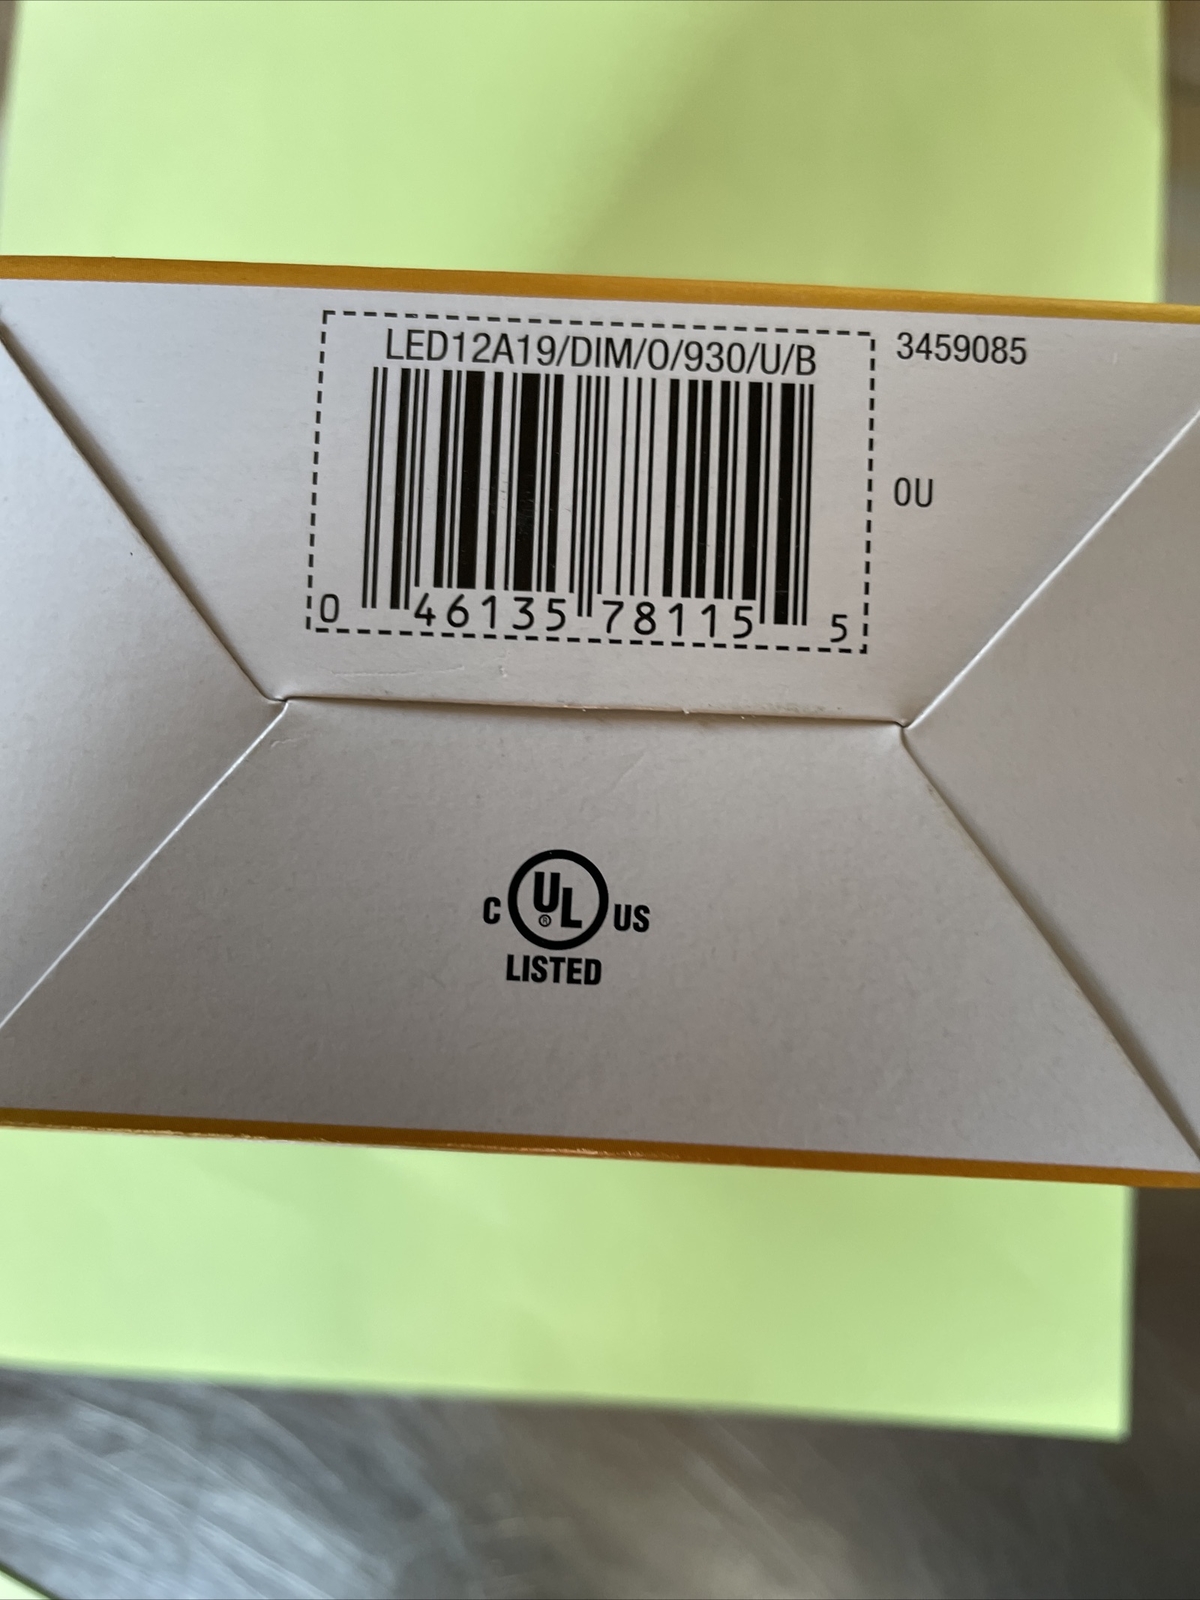 LED12A19/DIM/O/930/U/B
3459085
0U
0 46135 78115 5
C UL® US
LISTED